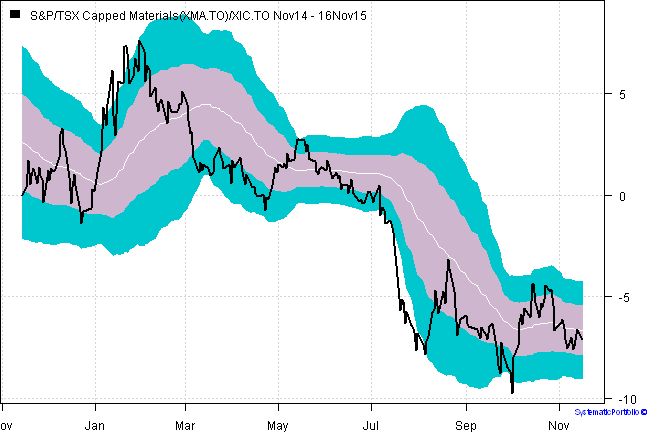 S&P/TSX Capped Materials(XMA.TO)/XIC.TO Nov14 - 16Nov15
5
0
-5
-10
ov Jan Mar May Jul Sep Nov
SystematicPortfolio ©